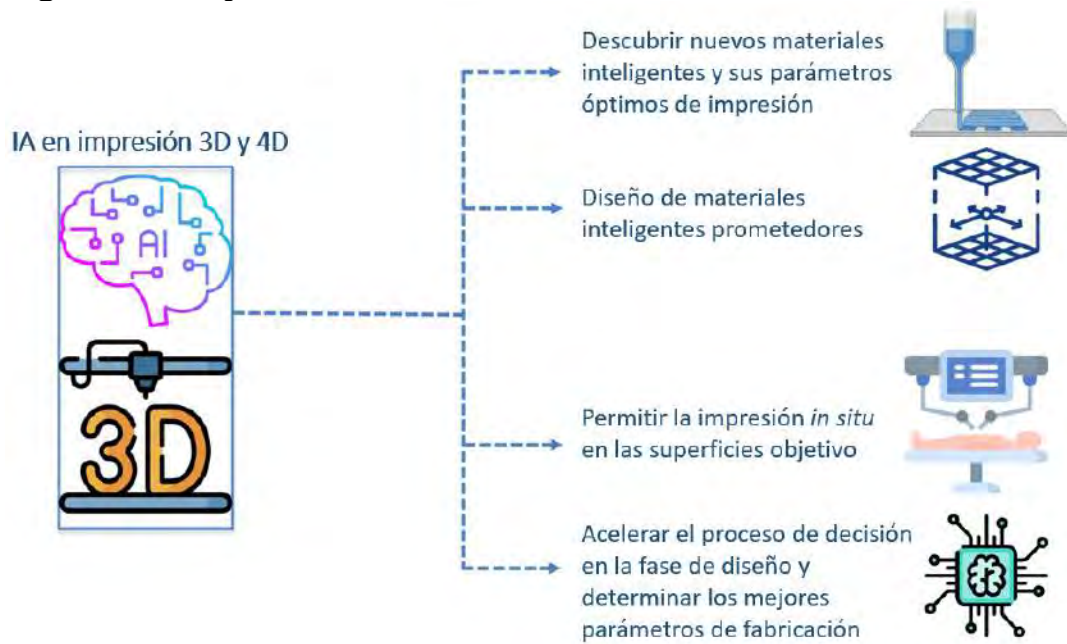 Descubrir nuevos materiales
inteligentes y sus parámetros
óptimos de impresión
IA en impresión 3D y 4D
AI
3D
Diseño de materiales
inteligentes prometedores
Permitir la impresión in situ
en las superficies objetivo
Acelerar el proceso de decisión
en la fase de diseño y
determinar los mejores
parámetros de fabricación